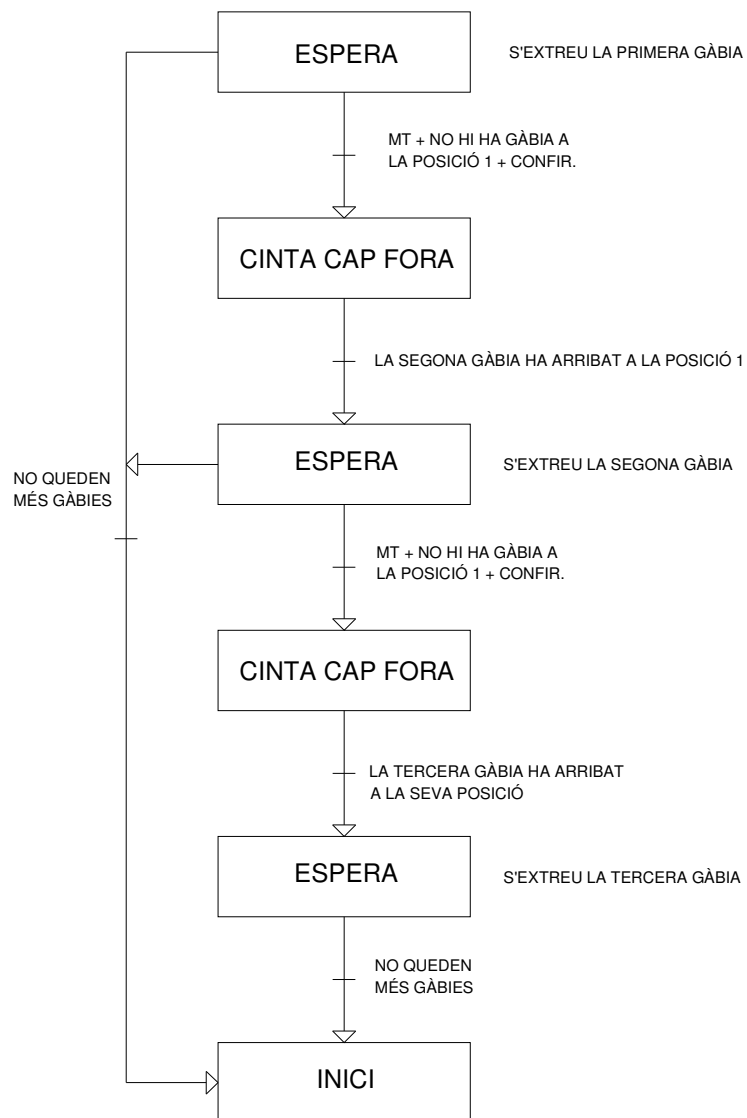 ESPERA
S'EXTREU LA PRIMERA GÀBIA
MT + NO HI HA GÀBIA A
LA POSICIÓ 1 + CONFIR.
CINTA CAP FORA
LA SEGONA GÀBIA HA ARRIBAT A LA POSICIÓ 1
ESPERA
S'EXTREU LA SEGONA GÀBIA
NO QUEDEN
MÉS GÀBIES
MT + NO HI HA GÀBIA A
LA POSICIÓ 1 + CONFIR.
CINTA CAP FORA
LA TERCERA GÀBIA HA ARRIBAT
A LA SEVA POSICIÓ
ESPERA
S'EXTREU LA TERCERA GÀBIA
NO QUEDEN
MÉS GÀBIES
INICI